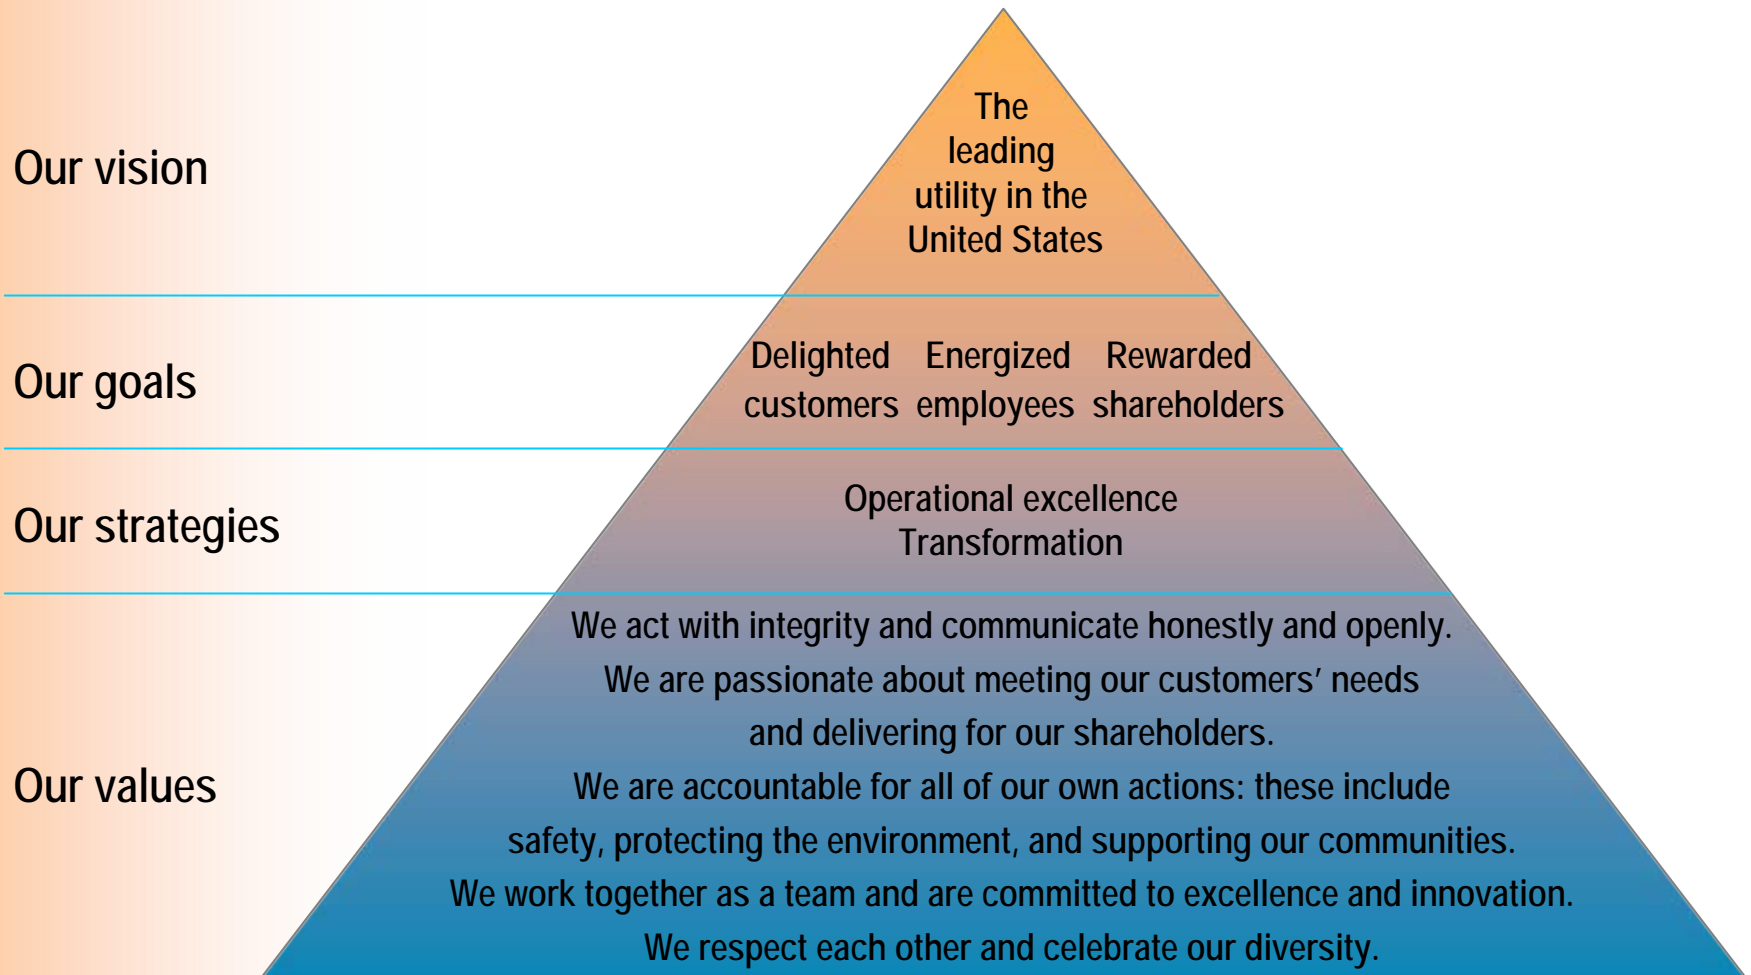 Our vision
The
leading
utility in the
United States
Our goals
Delighted Energized Rewarded
customers employees shareholders
Our strategies
Operational excellence
Transformation
Our values
We act with integrity and communicate honestly and openly.
We are passionate about meeting our customers’ needs
and delivering for our shareholders.
We are accountable for all of our own actions: these include
safety, protecting the environment, and supporting our communities.
We work together as a team and are committed to excellence and innovation.
We respect each other and celebrate our diversity.